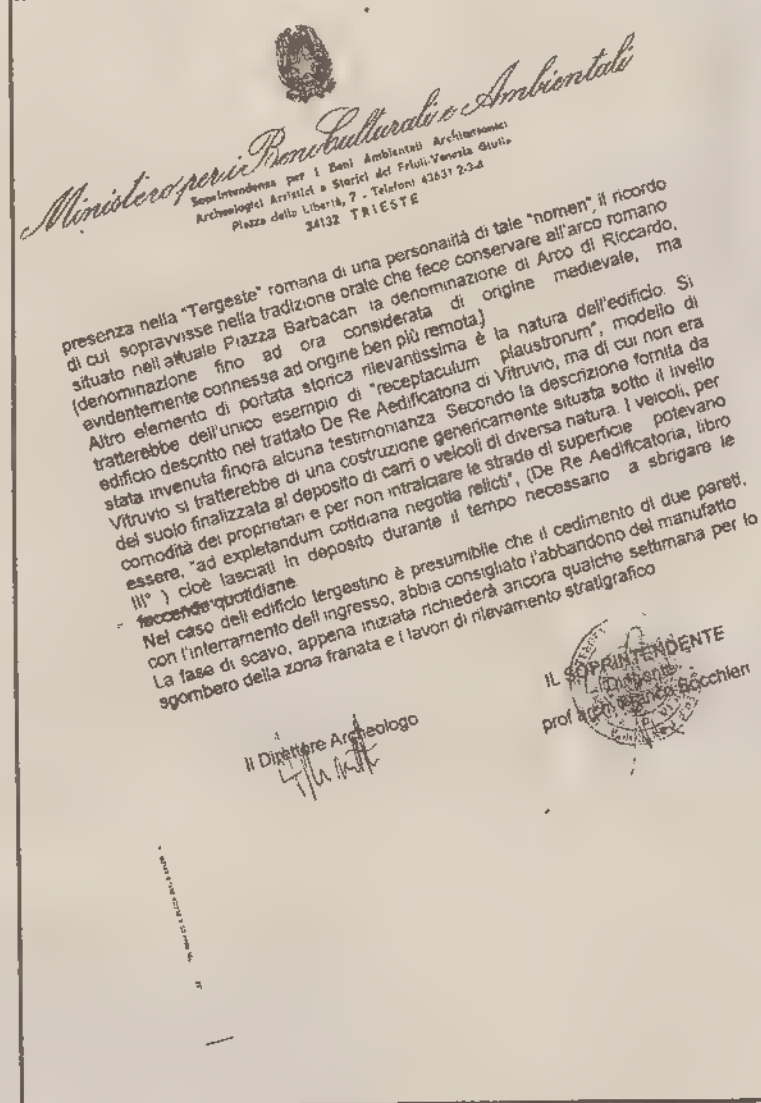 Ministero per i Beni Culturali e Ambientali
Soprintendenza per i Beni Ambientali Architettonici
Archeologici Artistici e Storici del Friuli-Venezia Giulia
Piazza della Libertà, 7 - Telefoni 43631 2-3-4
34132 TRIESTE
presenza nella "Tergeste" romana di una personalità di tale "nomen", il ricordo
di cui sopravvisse nella tradizione orale che fece conservare all'arco romano
situato nell'attuale Piazza Barbacan la denominazione di Arco di Riccardo,
(denominazione fino ad ora considerata di origine medievale, ma
evidentemente connessa ad origine ben più remota.)
Altro elemento di portata storica rilevantissima è la natura dell'edificio. Si
tratterebbe dell'unico esempio di "receptaculum plaustrorum", modello di
edificio descritto nel trattato De Re Aedificatoria di Vitruvio, ma di cui non era
stata invenuta finora alcuna testimonianza. Secondo la descrizione fornita da
Vitruvio si tratterebbe di una costruzione genericamente situata sotto il livello
del suolo finalizzata al deposito di carri o veicoli di diversa natura. I veicoli, per
comodità dei proprietari e per non intralciare le strade di superficie potevano
essere, "ad expletandum cotidiana negotia relicti", (De Re Aedificatoria, libro
III° ) cioè lasciati in deposito durante il tempo necessario a sbrigare le
faccende quotidiane.
Nel caso dell edificio tergestino è presumibile che il cedimento di due pareti,
con l'interramento dell ingresso, abbia consigliato l'abbandono del manufatto
La fase di scavo, appena iniziata richiederà ancora qualche settimana per lo
sgombero della zona franata e i lavori di rilevamento stratigrafico
Il Direttore Archeologo
IL SOPRINTENDENTE
prof arch Franco Bocchieri